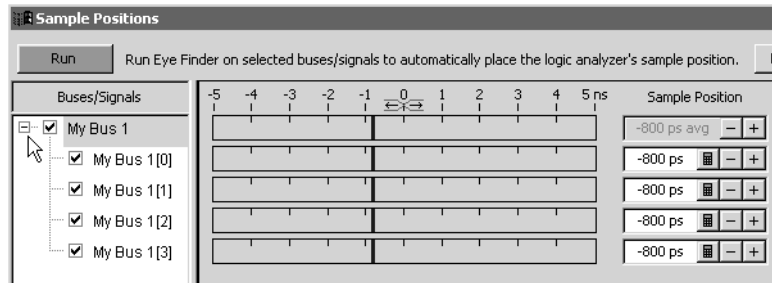 Sample Positions
Run Run Eye Finder on selected buses/signals to automatically place the logic analyzer's sample position.
Buses/Signals -5 -4 -3 -2 -1 0 1 2 3 4 5 ns Sample Position
My Bus 1 -800 ps avg - +
My Bus 1[0] -800 ps - +
My Bus 1[1] -800 ps - +
My Bus 1[2] -800 ps - +
My Bus 1[3] -800 ps - +